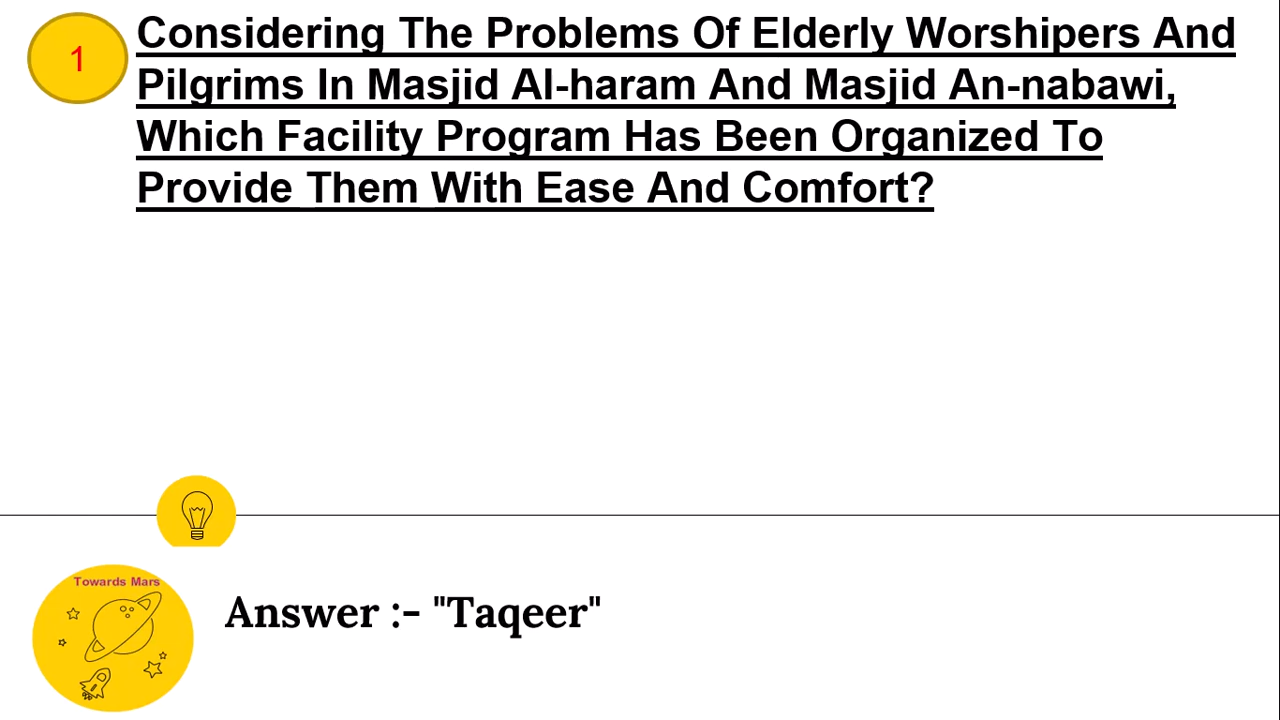 1
Considering The Problems Of Elderly Worshipers And
Pilgrims In Masjid Al-haram And Masjid An-nabawi,
Which Facility Program Has Been Organized To
Provide Them With Ease And Comfort?
Towards Mars
Answer :- "Taqeer"